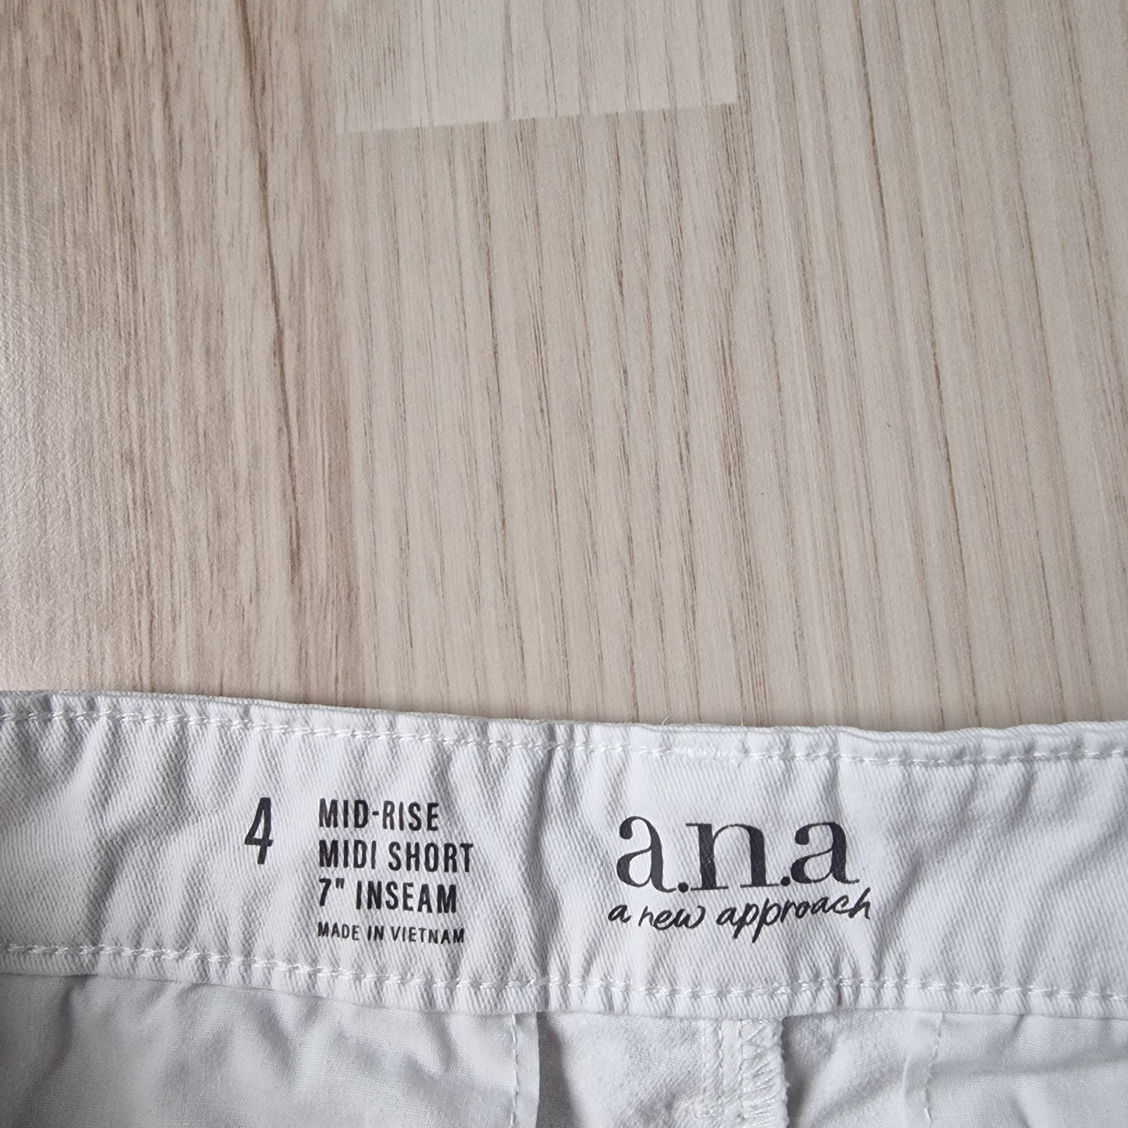 4
MID-RISE
MIDI SHORT
7" INSEAM
MADE IN VIETNAM
a.n.a
a new approach